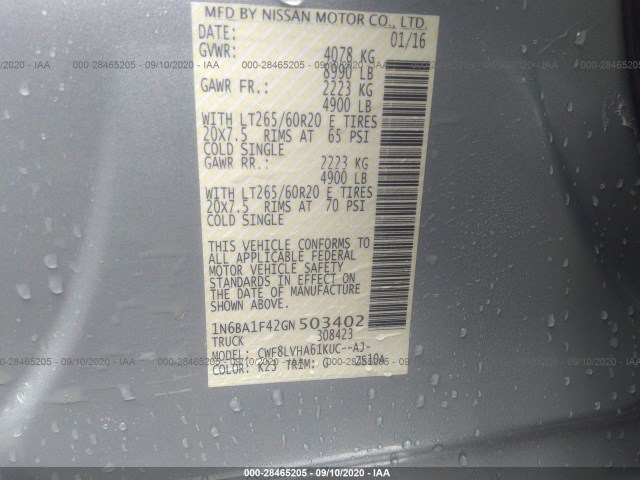 MFD BY NISSAN MOTOR CO., LTD.
DATE: 01/16
GVWR: 4078 KG
8990 LB
GAWR FR.: 2223 KG
4900 LB
WITH LT265/60R20 E TIRES
20X7.5 RIMS AT 65 PSI
COLD SINGLE
GAWR RR.: 2223 KG
4900 LB
WITH LT265/60R20 E TIRES
20X7.5 RIMS AT 70 PSI
COLD SINGLE
THIS VEHICLE CONFORMS TO
ALL APPLICABLE FEDERAL
MOTOR VEHICLE SAFETY
STANDARDS IN EFFECT ON
THE DATE OF MANUFACTURE
SHOWN ABOVE.
1N6BA1F42GN503402
TRUCK 308423
MODEL: CWF8LVHA61KUC--AJ-
COLOR: K23 TRIM: G ZS10A
000-28465205 - 09/10/2020 - IAA